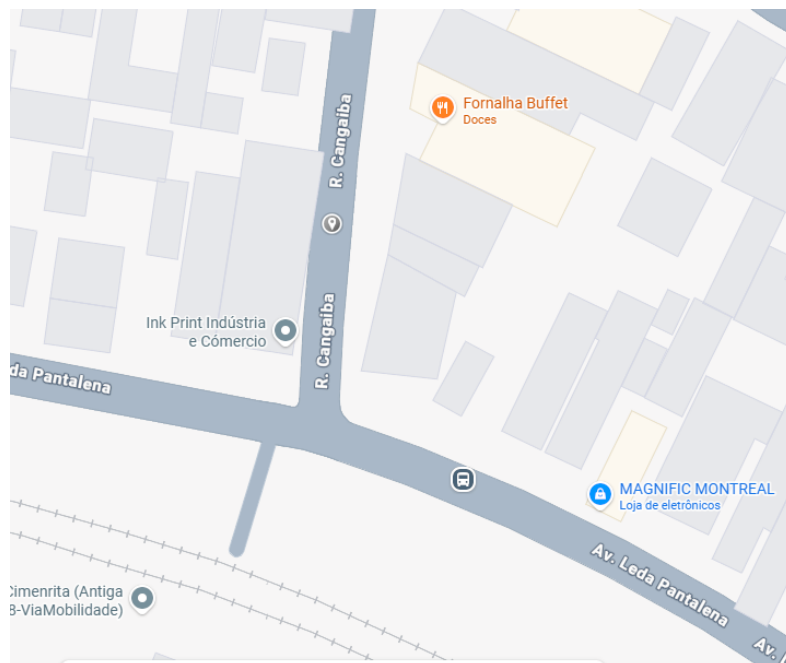 Fornalha Buffet
Doces
R. Cangaiba
Ink Print Indústria
e Cómercio
R. Cangaiba
da Pantalena
MAGNIFIC MONTREAL
Loja de eletrônicos
Av. Leda Pantalena
Cimenrita (Antiga
8-ViaMobilidade)
Av.